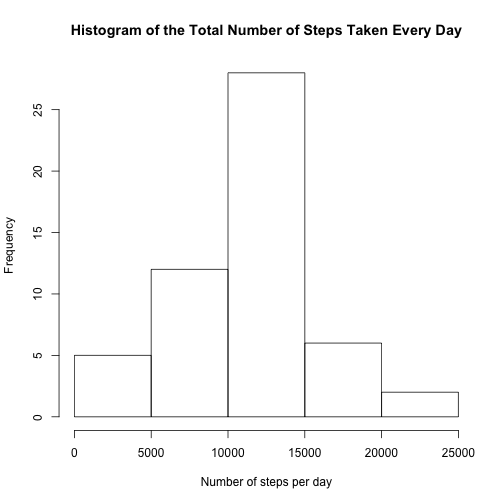 Histogram of the Total Number of Steps Taken Every Day
Frequency
25
20
15
10
5
0
0 5000 10000 15000 20000 25000
Number of steps per day